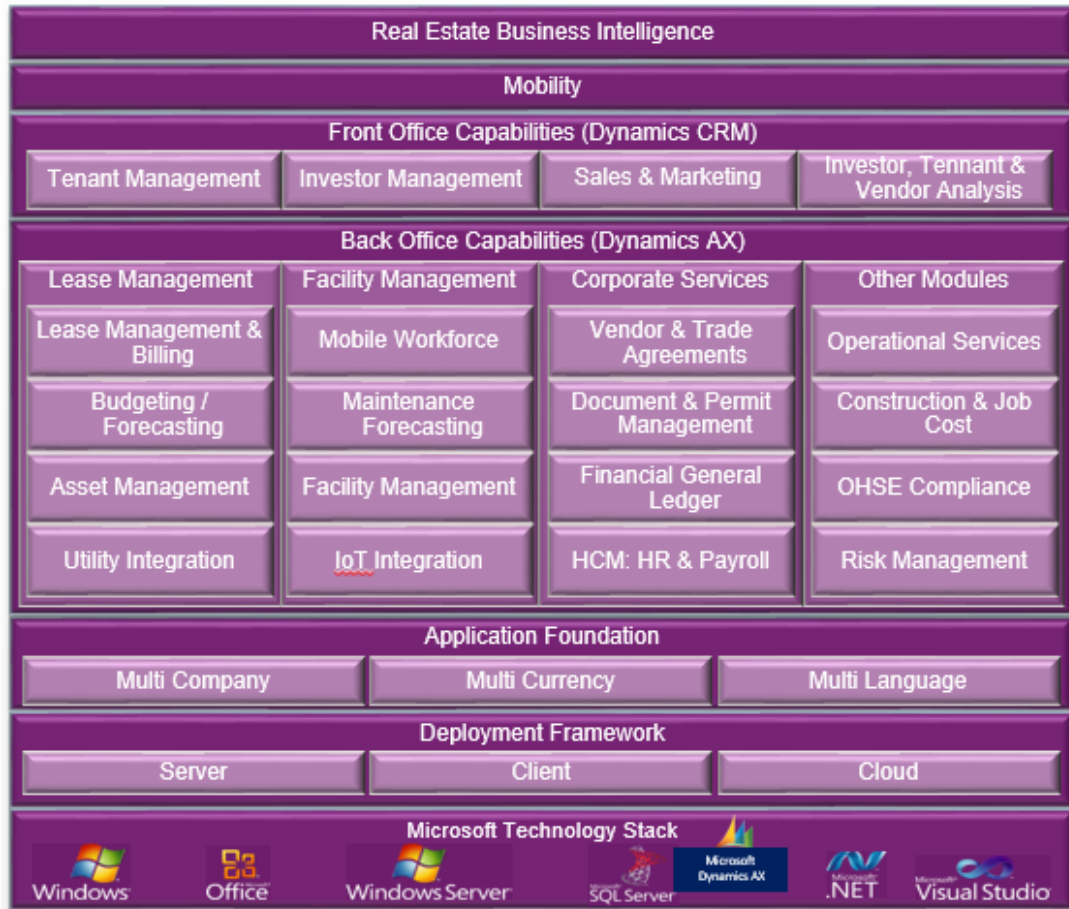 Real Estate Business Intelligence
Mobility
Front Office Capabilities (Dynamics CRM)
Tenant Management
Investor Management
Sales & Marketing
Investor, Tennant &
Vendor Analysis
Back Office Capabilities (Dynamics AX)
Lease Management
Facility Management
Corporate Services
Other Modules
Lease Management &
Billing
Mobile Workforce
Vendor & Trade
Agreements
Operational Services
Budgeting /
Forecasting
Maintenance
Forecasting
Document & Permit
Management
Construction & Job
Cost
Asset Management
Facility Management
Financial General
Ledger
OHSE Compliance
Utility Integration
IoT Integration
HCM: HR & Payroll
Risk Management
Application Foundation
Multi Company
Multi Currency
Multi Language
Deployment Framework
Server
Client
Cloud
Microsoft Technology Stack
Windows
Microsoft
Office
Windows Server
Microsoft
SQL Server
Microsoft
Dynamics AX
Microsoft
.NET
Microsoft
Visual Studio